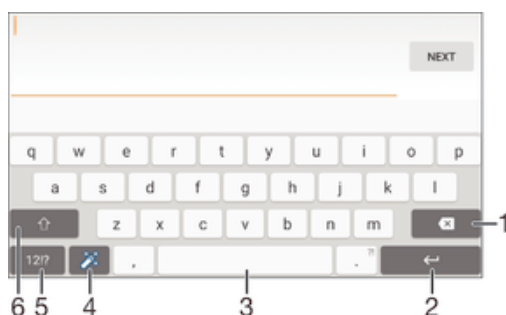 NEXT
q w e r t y u i o p
a s d f g h j k l
z x c v b n m
1
12!? , . ?!
6 5 4 3 2